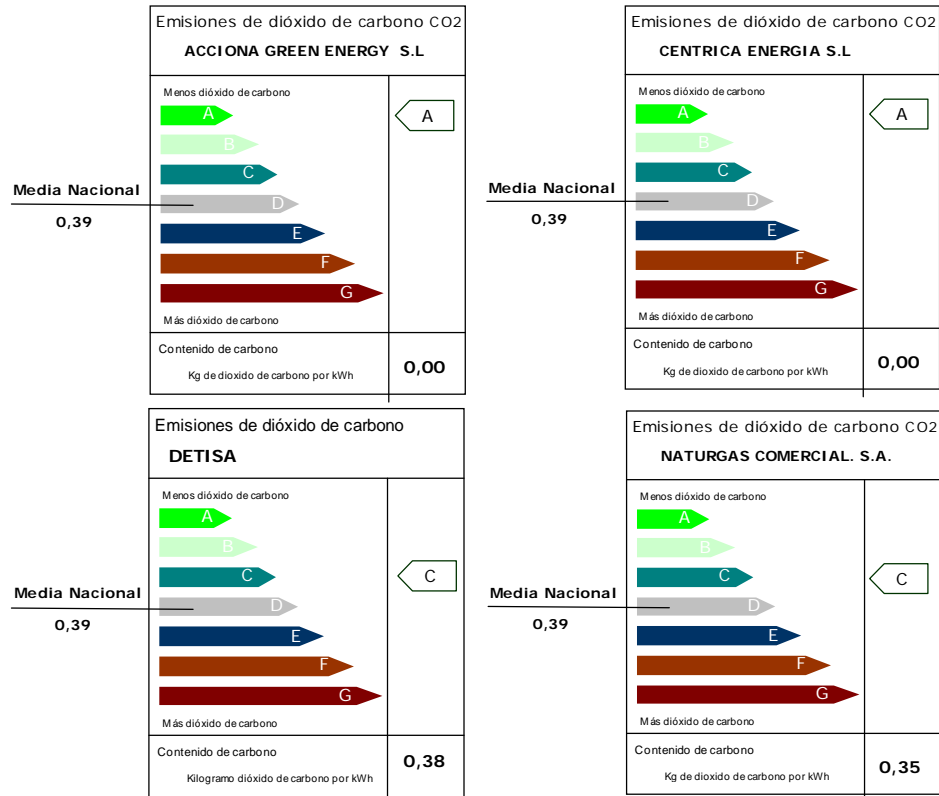 Emisiones de dióxido de carbono CO2
ACCIONA GREEN ENERGY S.L
Menos dióxido de carbono
A
A
B
C
Media Nacional
D
0,39
E
F
G
Más dióxido de carbono
Contenido de carbono
0,00
Kg de dioxido de carbono por kWh
Emisiones de dióxido de carbono CO2
CENTRICA ENERGIA S.L
Menos dióxido de carbono
A
A
B
C
Media Nacional
D
0,39
E
F
G
Más dióxido de carbono
Contenido de carbono
0,00
Kg de dioxido de carbono por kWh
Emisiones de dióxido de carbono
DETISA
Menos dióxido de carbono
A
B
C
C
Media Nacional
D
0,39
E
F
G
Más dióxido de carbono
Contenido de carbono
0,38
Kilogramo dióxido de carbono por kWh
Emisiones de dióxido de carbono CO2
NATURGAS COMERCIAL. S.A.
Menos dióxido de carbono
A
B
C
C
Media Nacional
D
0,39
E
F
G
Más dióxido de carbono
Contenido de carbono
0,35
Kg de dioxido de carbono por kWh